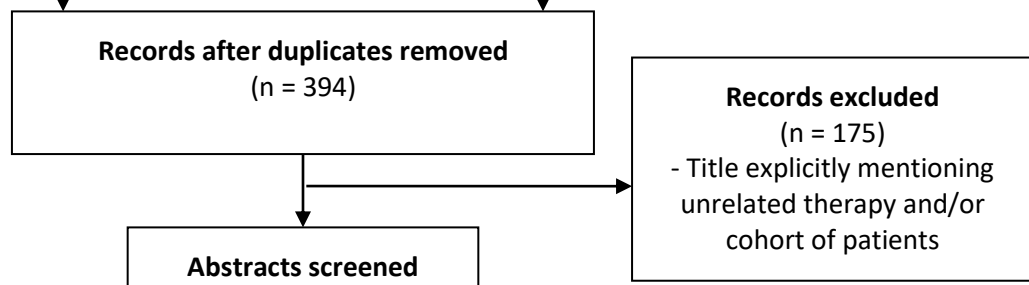 Records after duplicates removed
(n = 394)
Records excluded
(n = 175)
- Title explicitly mentioning
unrelated therapy and/or
cohort of patients
Abstracts screened